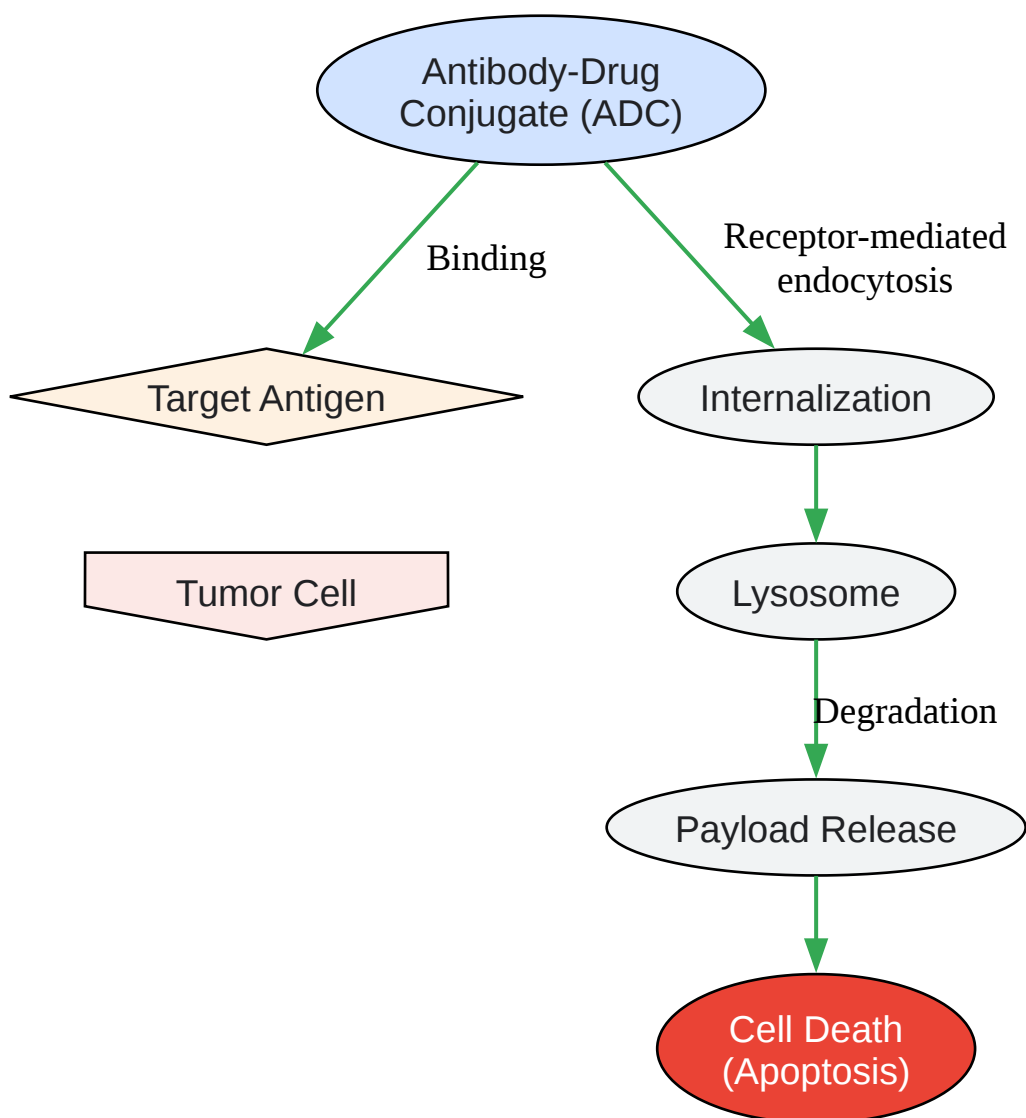 Antibody-Drug
Conjugate (ADC)
Binding
Receptor-mediated
endocytosis
Target Antigen
Internalization
Tumor Cell
Lysosome
Degradation
Payload Release
Cell Death
(Apoptosis)